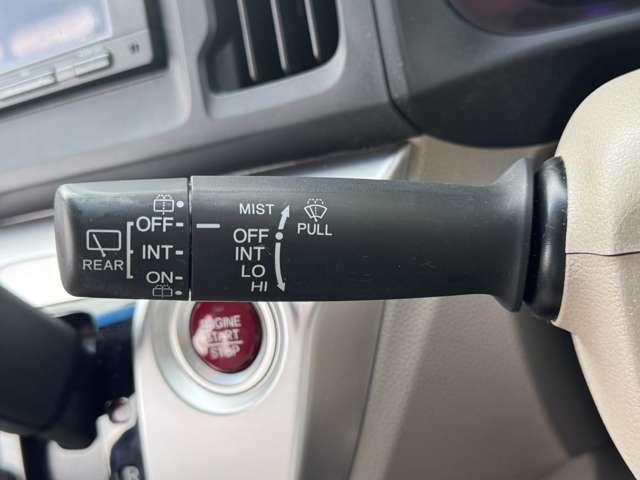 OFF
INT
ON
REAR
MIST
OFF
INT
LO
HI
PULL
ENGINE
START
STOP
R